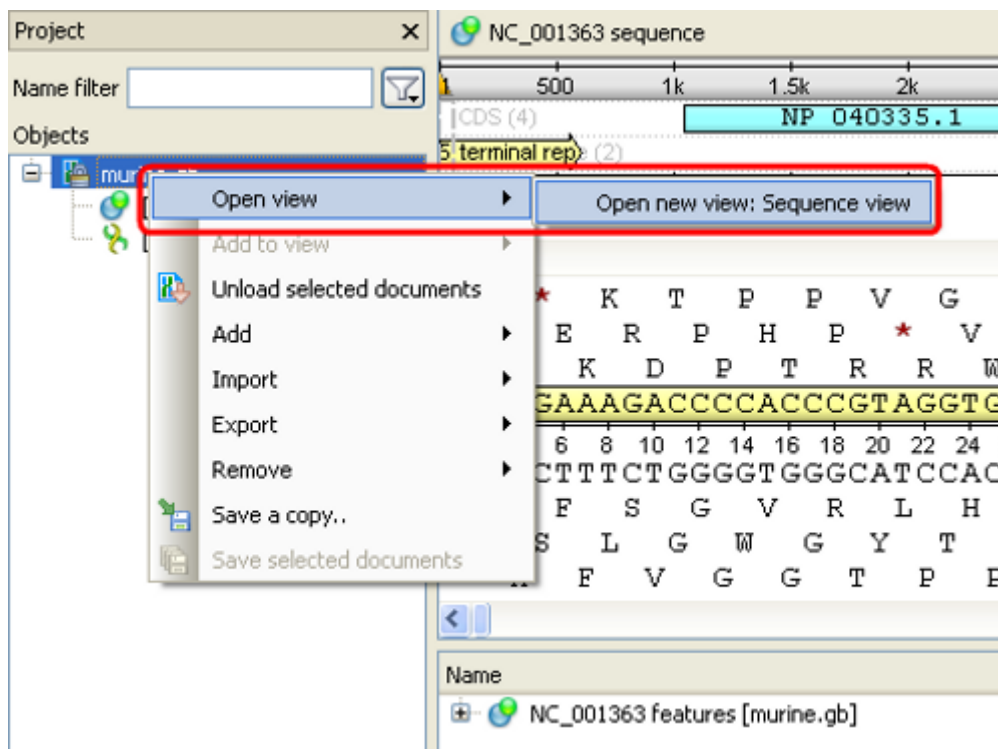 Project
Name filter
Objects
murine.gb
[
[
Open view
Add to view
Unload selected documents
Add
Import
Export
Remove
Save a copy..
Save selected documents
Open new view: Sequence view
NC_001363 sequence
1 500 1k 1.5k 2k
CDS (4) NP 040335.1
5 terminal rep (2)
* K T P P V G
E R P H P * V
K D P T R R W
GAAAGACCCCACCCGTAGGTG
6 8 10 12 14 16 18 20 22 24
CTTTCTGGGGTGGGCATCCAC
F S G V R L H
S L G W G Y T
F V G G T P
Name
NC_001363 features [murine.gb]